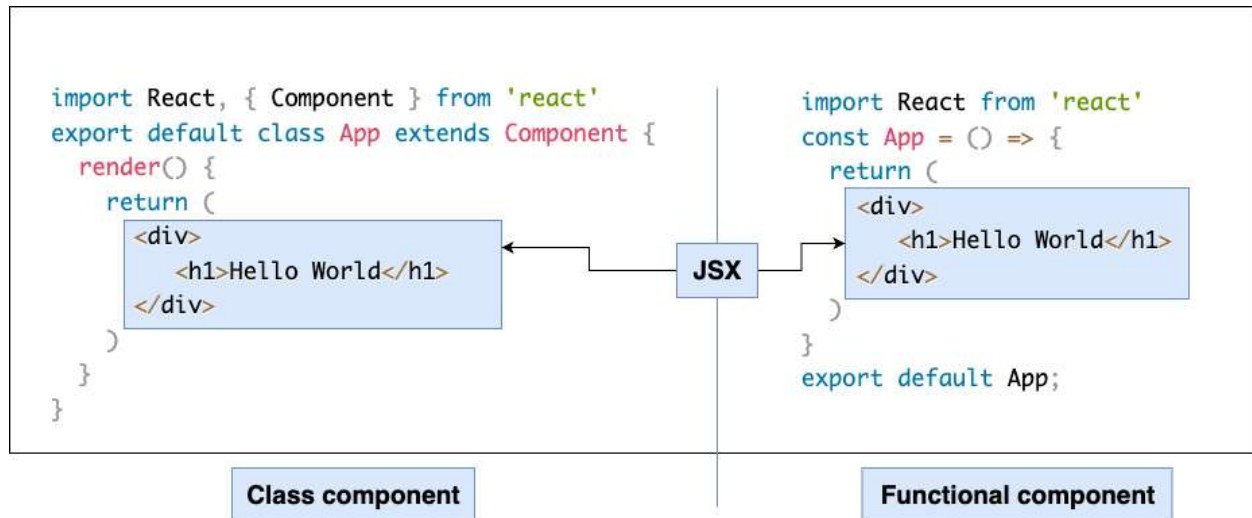 import React, { Component } from 'react'
export default class App extends Component {
  render() {
    return (
      <div>
        <h1>Hello World</h1>
      </div>
    )
  }
}
JSX
import React from 'react'
const App = () => {
  return (
    <div>
      <h1>Hello World</h1>
    </div>
  )
}
export default App;
Class component
Functional component